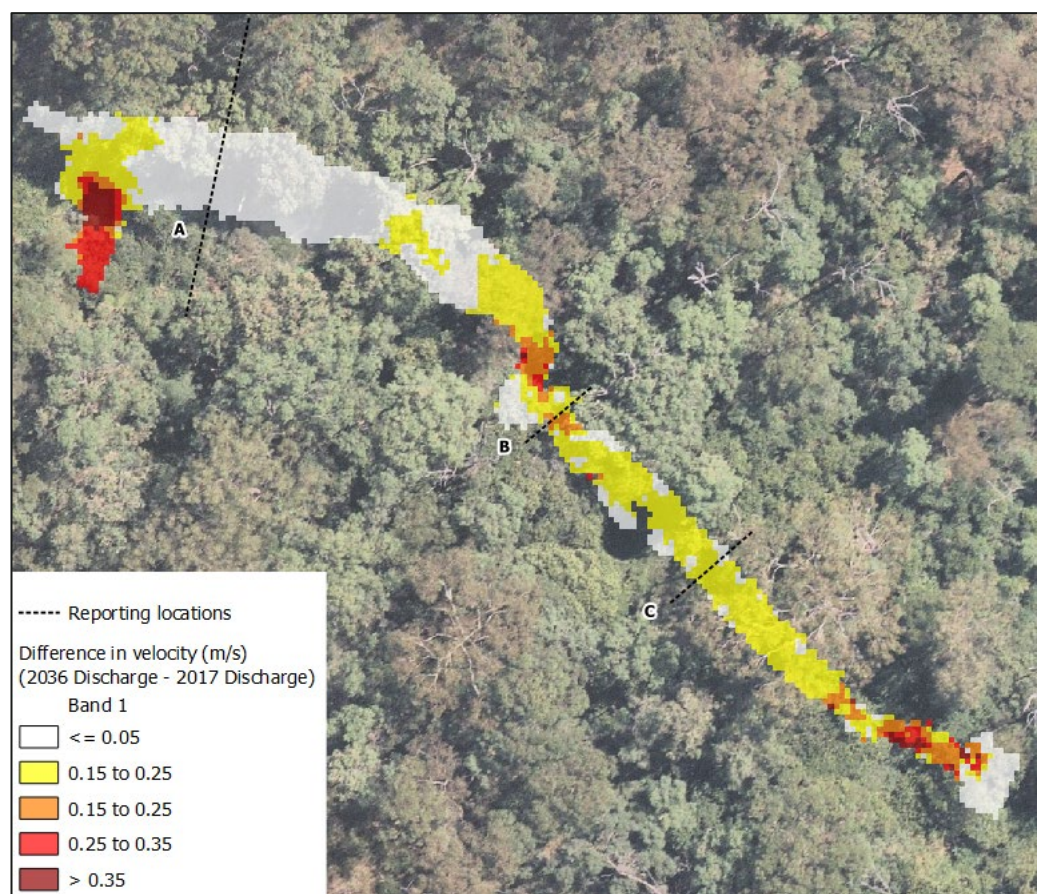 A
B
C
Reporting locations
Difference in velocity (m/s)
(2036 Discharge - 2017 Discharge)
Band 1
<= 0.05
0.15 to 0.25
0.15 to 0.25
0.25 to 0.35
> 0.35